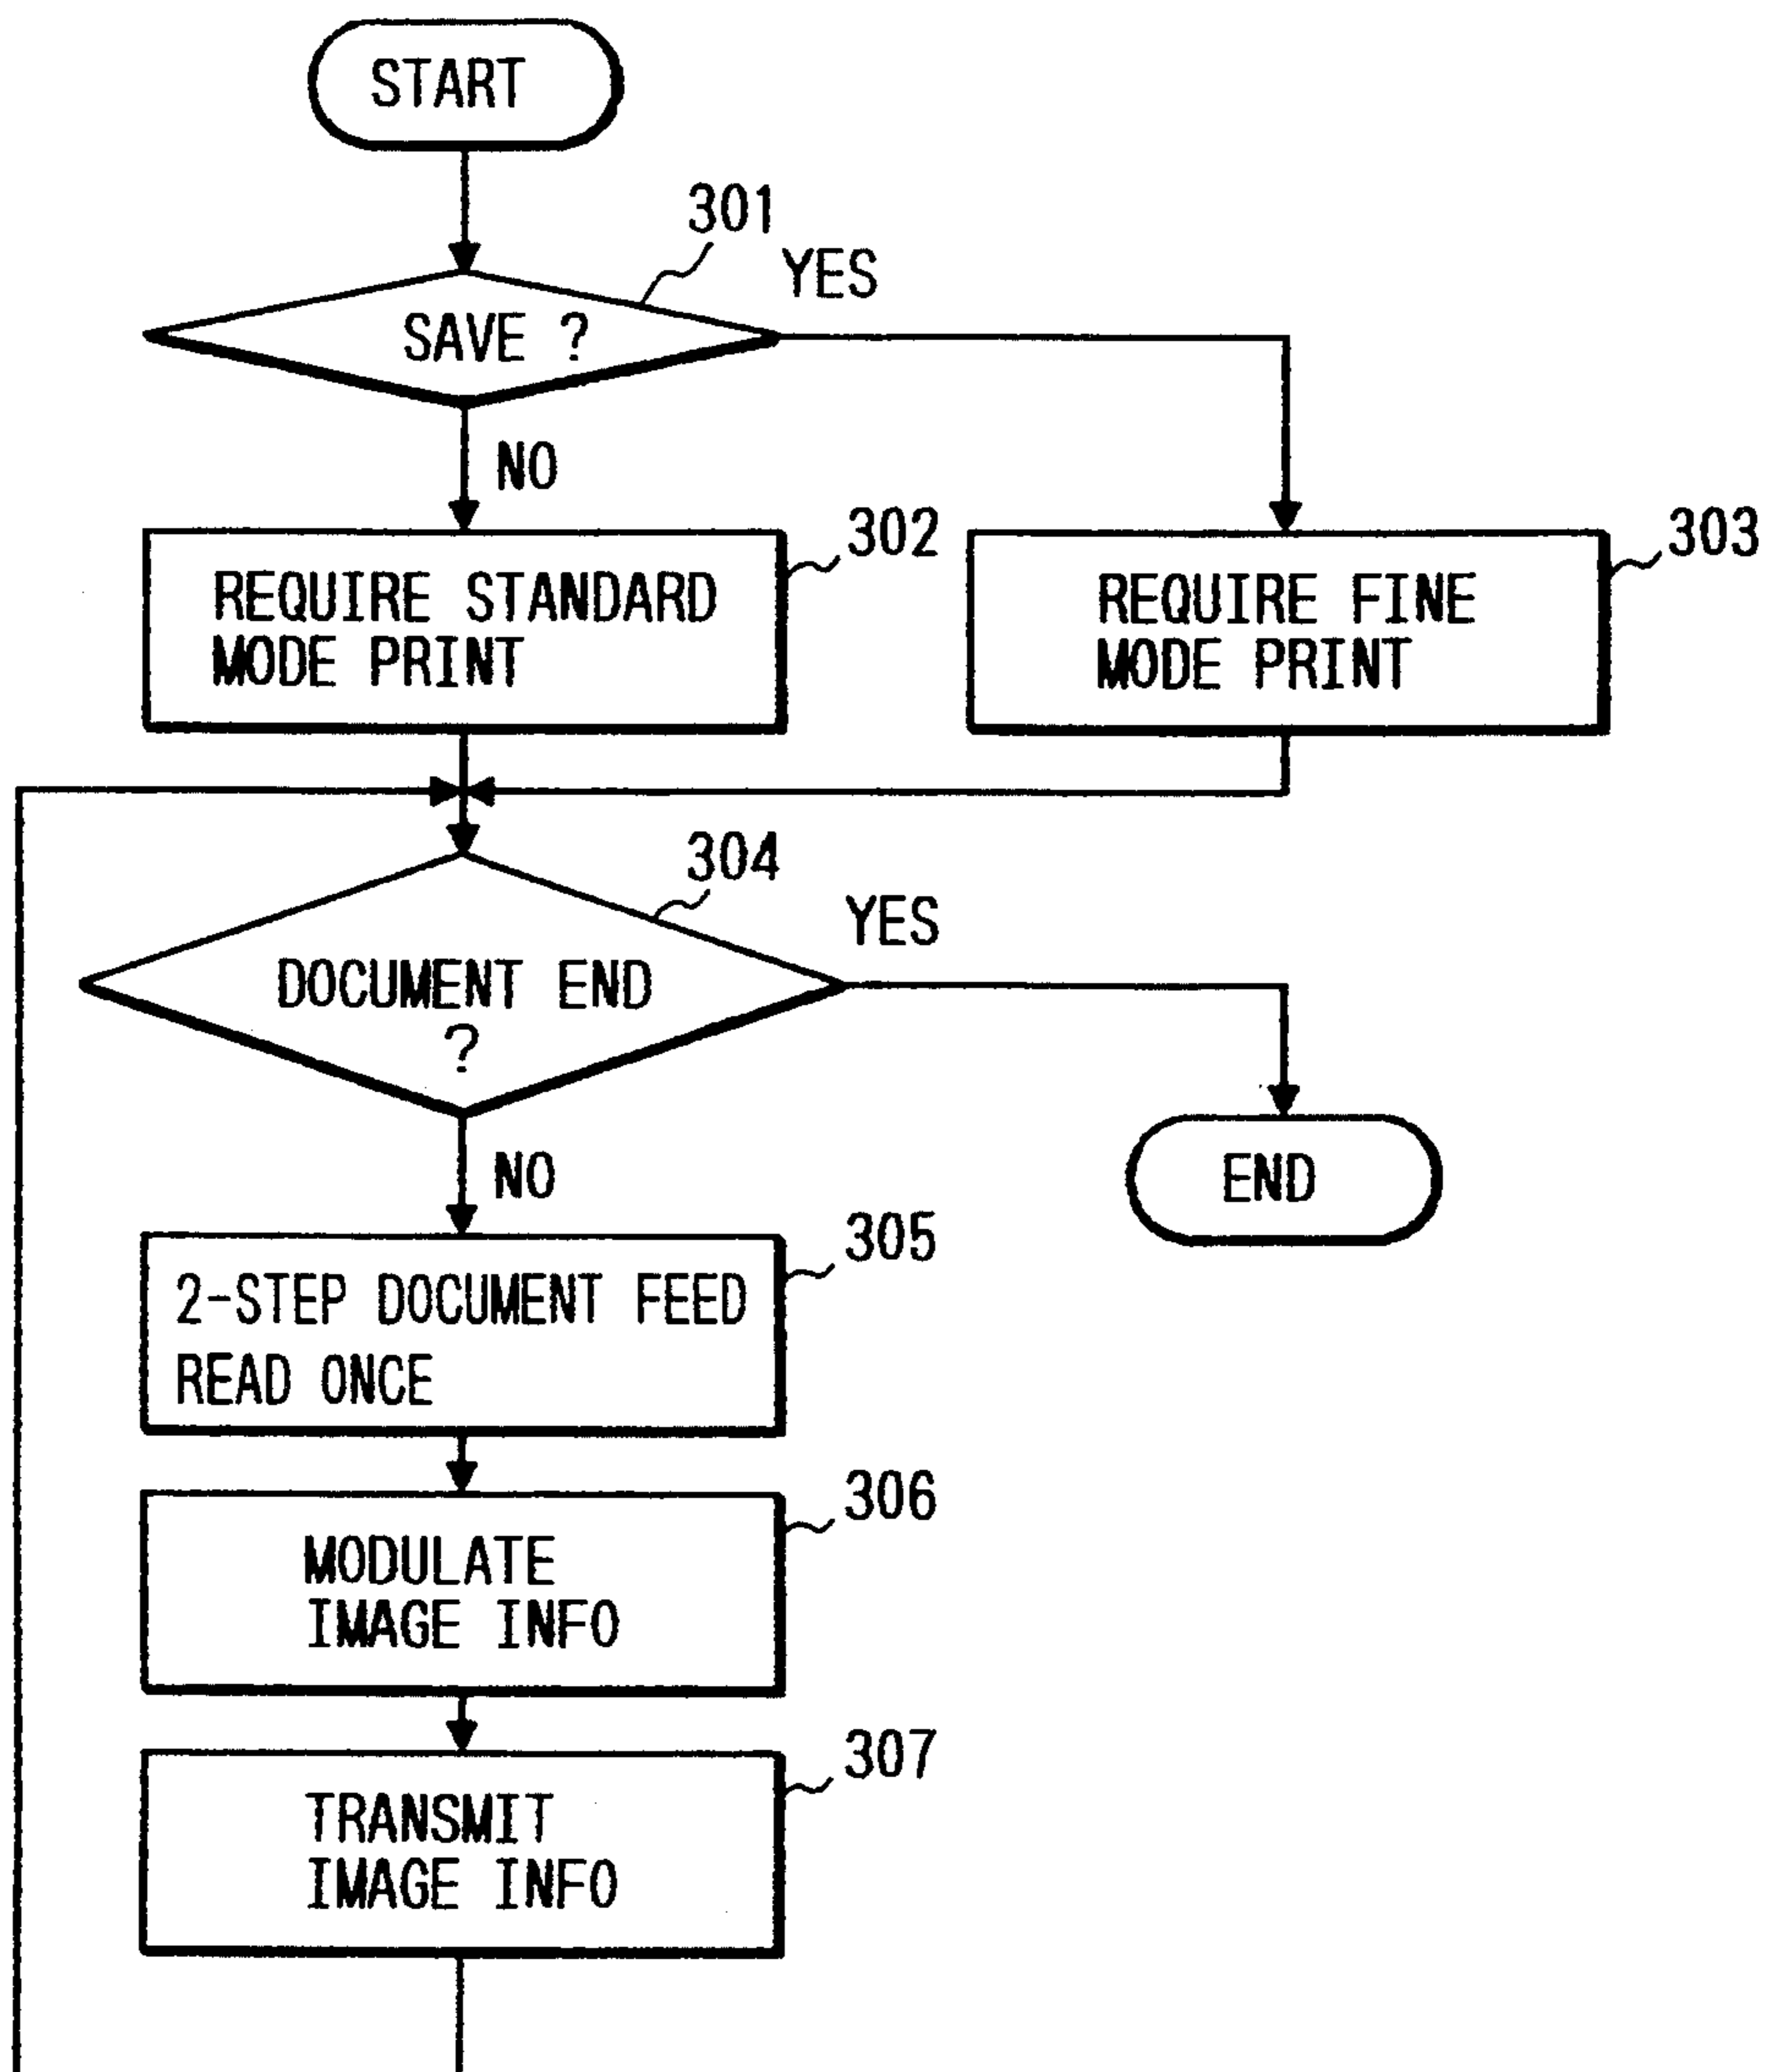 START
301
YES
SAVE ?
NO
302
303
REQUIRE STANDARD
MODE PRINT
REQUIRE FINE
MODE PRINT
304
YES
DOCUMENT END
?
NO
END
305
2-STEP DOCUMENT FEED
READ ONCE
306
MODULATE
IMAGE INFO
307
TRANSMIT
IMAGE INFO